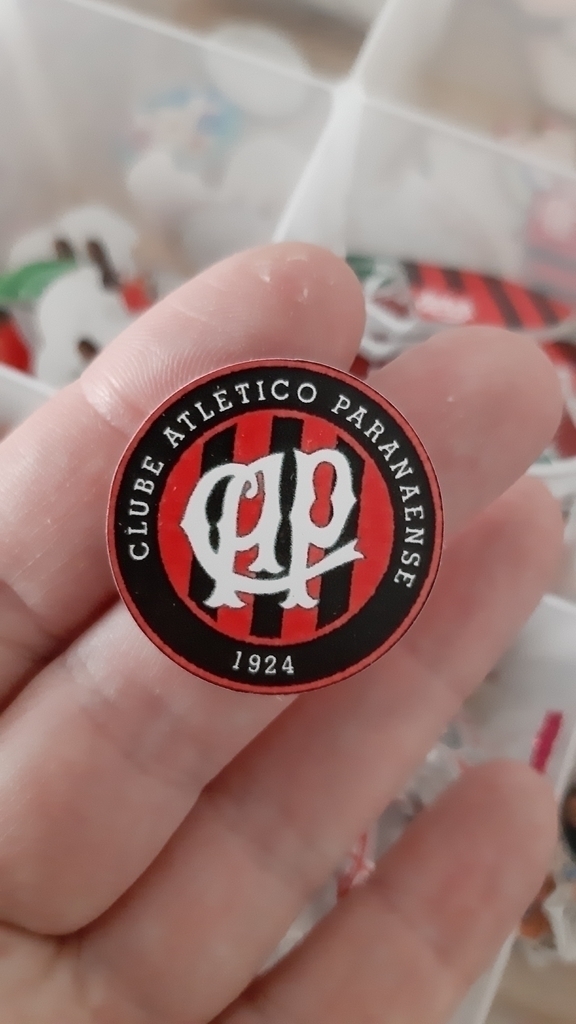 CLUBE ATLÉTICO PARANAENSE
CAP
1924